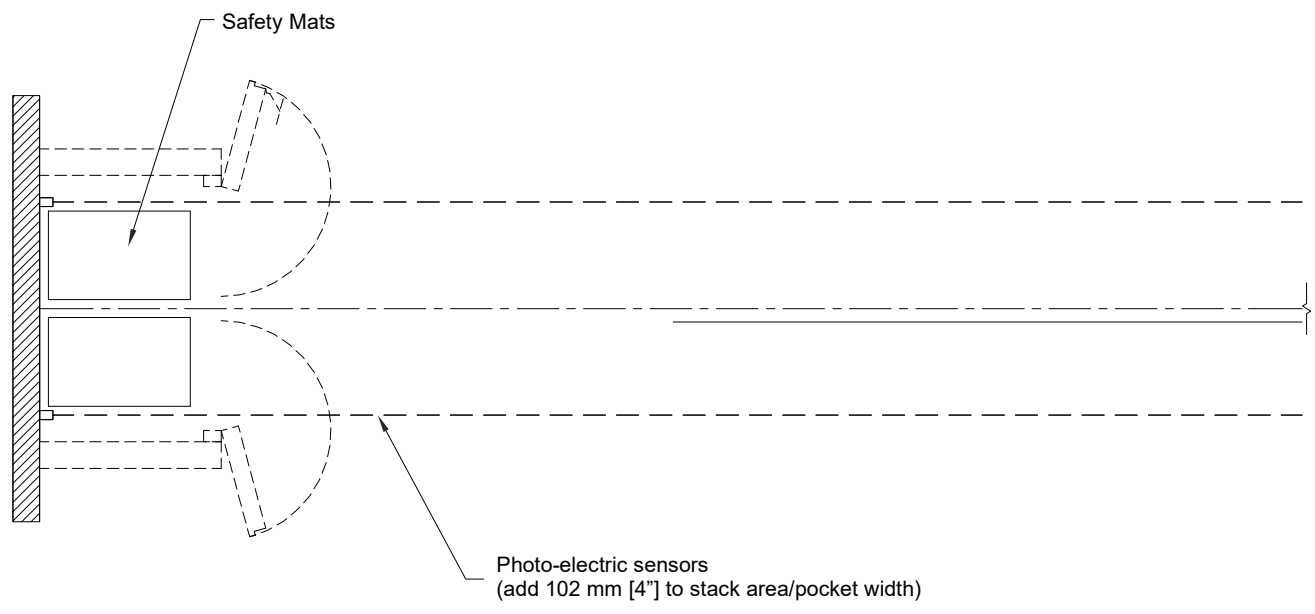 Safety Mats
Photo-electric sensors
(add 102 mm [4”] to stack area/pocket width)